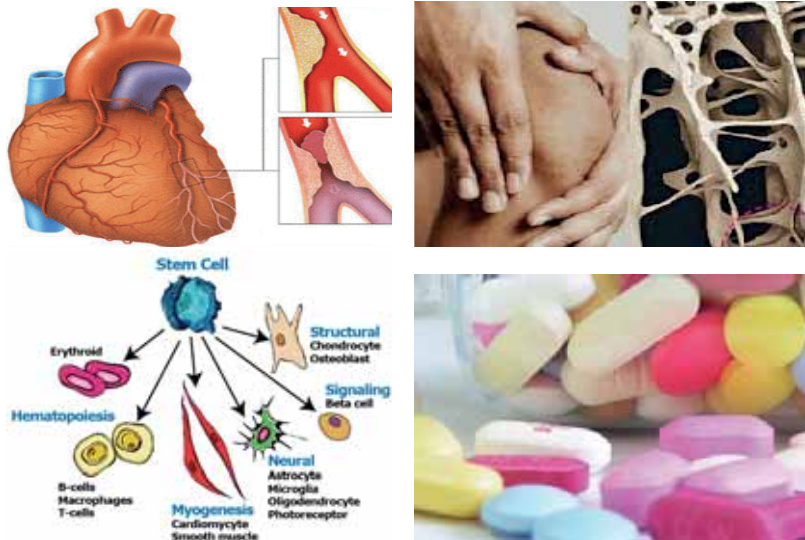 Stem Cell
Structural
Chondrocyte
Osteoblast
Erythroid
Signaling
Beta cell
Hematopoiesis
Neural
Astrocyte
Microglia
Oligodendrocyte
Photoreceptor
B-cells
Macrophages
T-cells
Myogenesis
Cardiomycyte
Smooth muscle